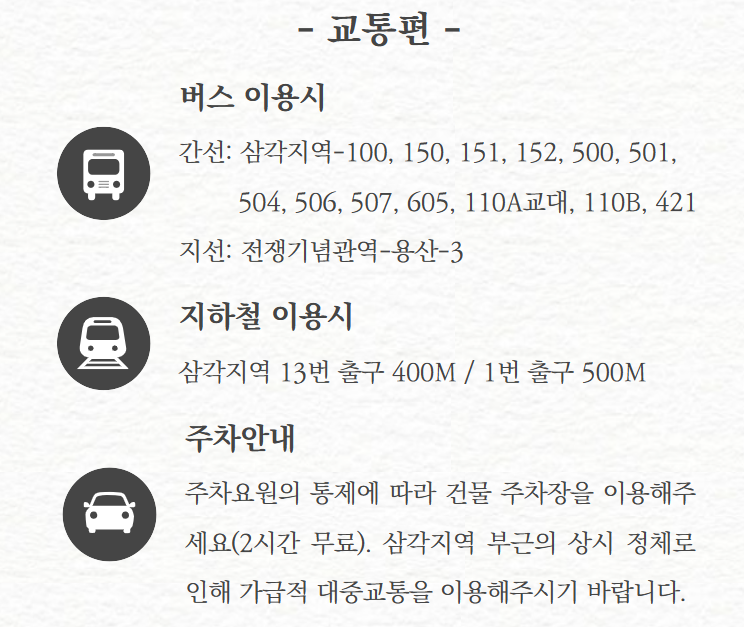 - 교통편 -
버스 이용시
간선: 삼각지역-100, 150, 151, 152, 500, 501,
504, 506, 507, 605, 110A교대, 110B, 421
지선: 전쟁기념관역-용산-3
지하철 이용시
삼각지역 13번 출구 400M / 1번 출구 500M
주차안내
주차요원의 통제에 따라 건물 주차장을 이용해주
세요(2시간 무료). 삼각지역 부근의 상시 정체로
인해 가급적 대중교통을 이용해주시기 바랍니다.